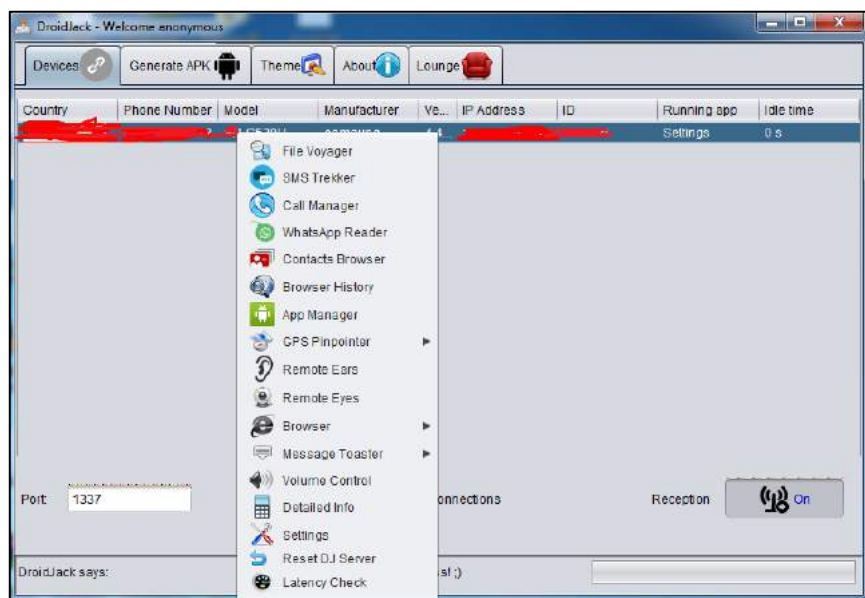 DroidJack - Welcome anonymous
Devices Generate APK Theme About Lounge
Country Phone Number Model Manufacturer Ve... IP Address ID Running app Idle time
Settings 0 s
File Voyager
SMS Trekker
Call Manager
WhatsApp Reader
Contacts Browser
Browser History
App Manager
GPS Pinpointer
Remote Ears
Remote Eyes
Browser
Message Toaster
Volume Control
Port: 1337 onnections Reception On
Detailed Info
Settings
Reset DJ Server
DroidJack says: ;)
Latency Check